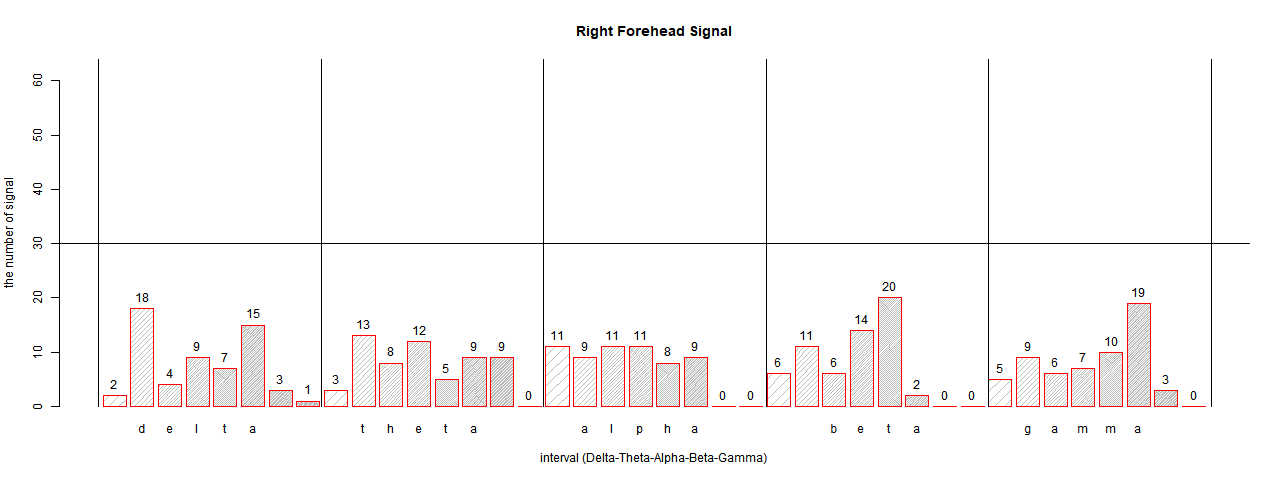 Right Forehead Signal
the number of signal
60
50
40
30
20
10
0
2 18 4 9 7 15 3 1 3 13 8 12 5 9 9 0 11 9 11 11 8 9 0 0 6 11 6 14 20 2 0 0 5 9 6 7 10 19 3 0
d e l t a t h e t a a l p h a b e t a g a m m a
interval (Delta-Theta-Alpha-Beta-Gamma)